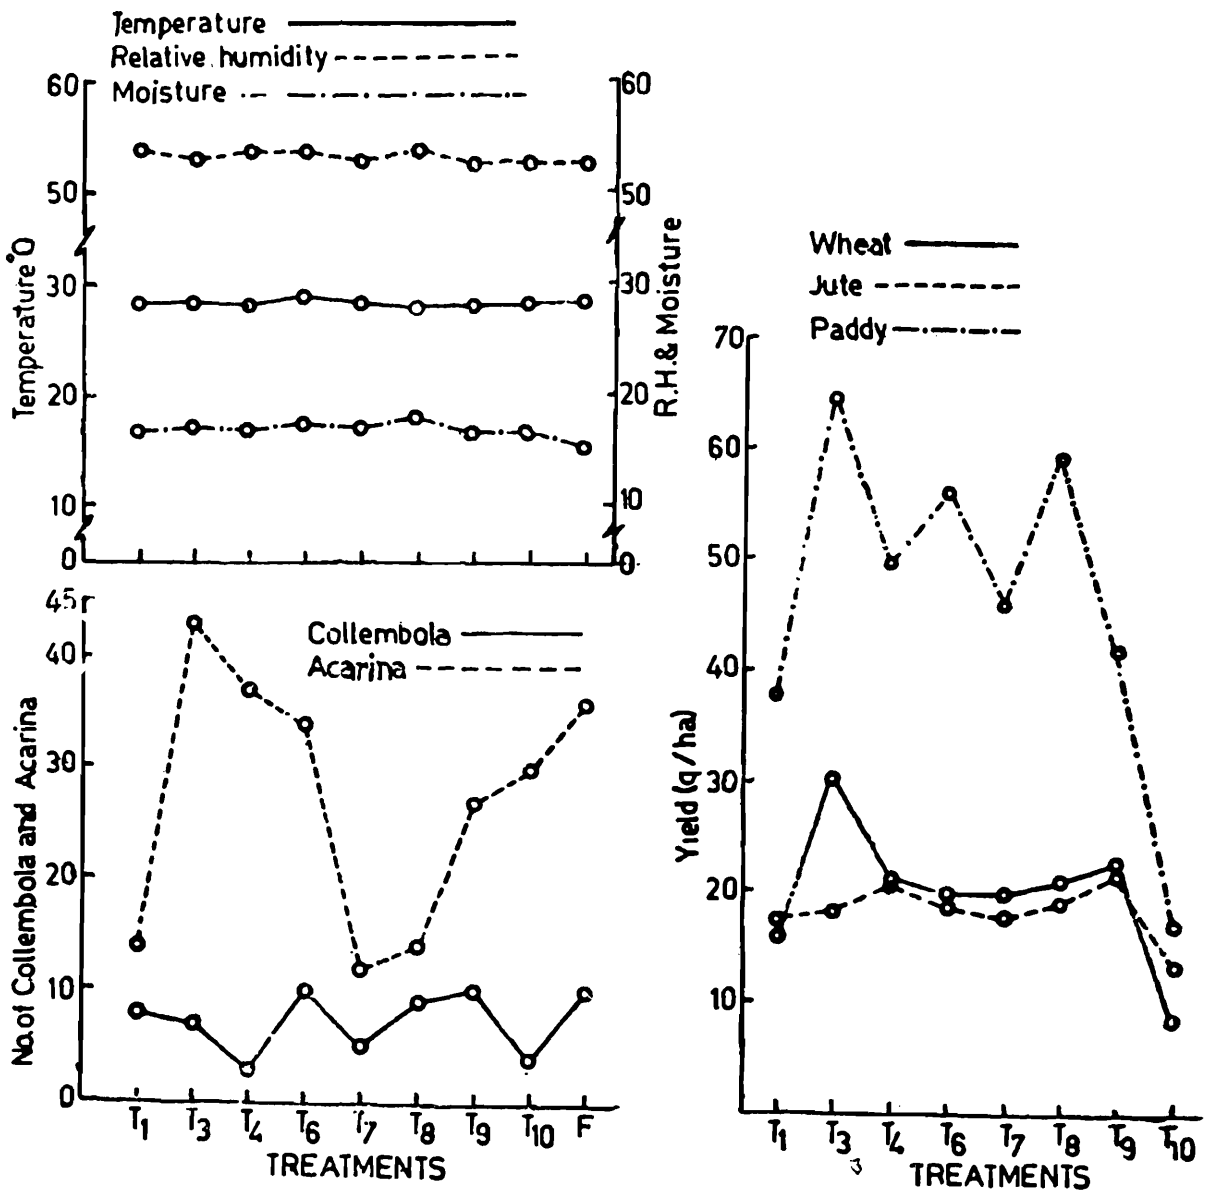 Temperature
Relative humidity
Moisture
60
50
30
20
10
0
Temperature °O
60
50
30
20
10
0
R.H.& Moisture
45
40
30
20
10
0
No.of Collembola and Acarina
Collembola
Acarina
T1 T3 T4 T6 T7 T8 T9 T10 F
TREATMENTS
Wheat
Jute
Paddy
70
60
50
40
30
20
10
Yield (q/ha)
T1 T3 T4 T6 T7 T8 T9 T10
3
TREATMENTS